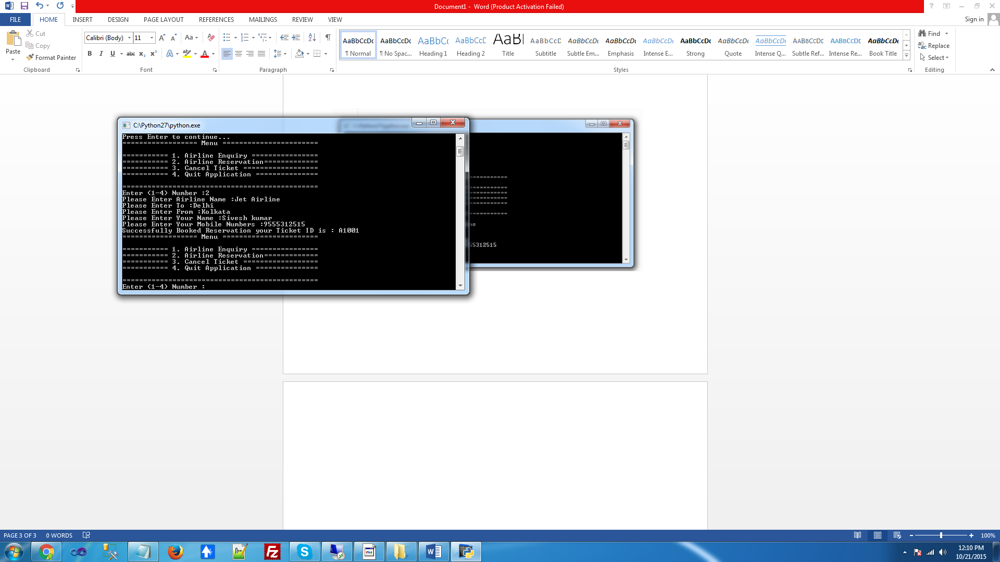 Document1 - Word (Product Activation Failed)
FILE HOME INSERT DESIGN PAGE LAYOUT REFERENCES MAILINGS REVIEW VIEW Sign in
Cut
Copy
Format Painter
Paste
Clipboard
Calibri (Body) 11
Font
Paragraph
AaBbCcDc AaBbCcDc AaBbCc AaBbCcD AaBl AaBbCcD AaBbCcDc AaBbCcDc AaBbCcDc AaBbCcDc AaBbCcDc AaBbCcDc AABBCCDE AABBCCDE AaBbCcDc
¶ Normal ¶ No Spac... Heading 1 Heading 2 Title Subtitle Subtle Em... Emphasis Intense E... Strong Quote Intense Q... Subtle Ref... Intense Re... Book Title
Styles
Find
Replace
Select
Editing
C:\Python27\python.exe
Press Enter to continue...
================== Menu =======================
=========== 1. Airline Enquiry ================
=========== 2. Airline Reservation=============
=========== 3. Cancel Ticket ==================
=========== 4. Quit Application ===============
===============================================
Enter (1-4) Number :2
Please Enter Airline Name :Jet Airline
Please Enter To :Delhi
Please Enter From :Kolkata
Please Enter Your Name :Sivesh kumar
Please Enter Your Mobile Numbers :9555312515
Successfully Booked Reservation your Ticket ID is : A1001
================== Menu =======================
=========== 1. Airline Enquiry ================
=========== 2. Airline Reservation=============
=========== 3. Cancel Ticket ==================
=========== 4. Quit Application ===============
===============================================
Enter (1-4) Number :
ne
55312515
PAGE 3 OF 3 0 WORDS 100%
12:10 PM
10/21/2015